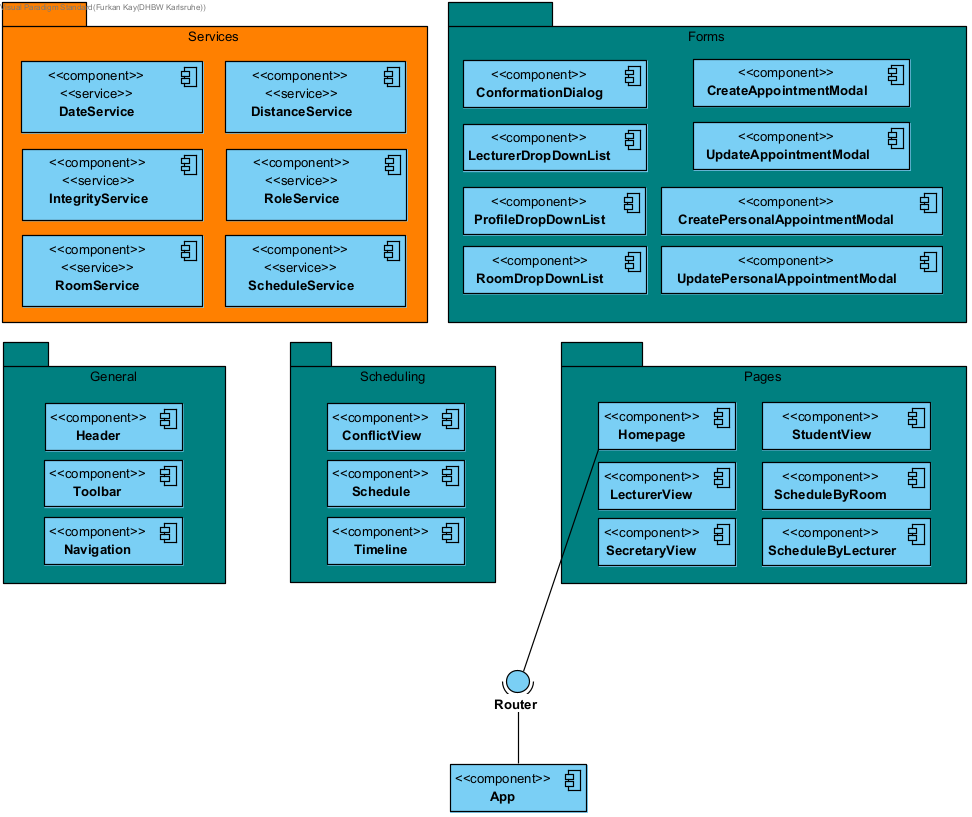 Visual Paradigm Standard(Furkan Kay(DHBW Karlsruhe))
Services
<<component>>
<<service>>
DateService
<<component>>
<<service>>
DistanceService
<<component>>
<<service>>
IntegrityService
<<component>>
<<service>>
RoleService
<<component>>
<<service>>
RoomService
<<component>>
<<service>>
ScheduleService
Forms
<<component>>
ConformationDialog
<<component>>
CreateAppointmentModal
<<component>>
LecturerDropDownList
<<component>>
UpdateAppointmentModal
<<component>>
ProfileDropDownList
<<component>>
CreatePersonalAppointmentModal
<<component>>
RoomDropDownList
<<component>>
UpdatePersonalAppointmentModal
General
<<component>>
Header
<<component>>
Toolbar
<<component>>
Navigation
Scheduling
<<component>>
ConflictView
<<component>>
Schedule
<<component>>
Timeline
Pages
<<component>>
Homepage
<<component>>
StudentView
<<component>>
LecturerView
<<component>>
ScheduleByRoom
<<component>>
SecretaryView
<<component>>
ScheduleByLecturer
Router
<<component>>
App